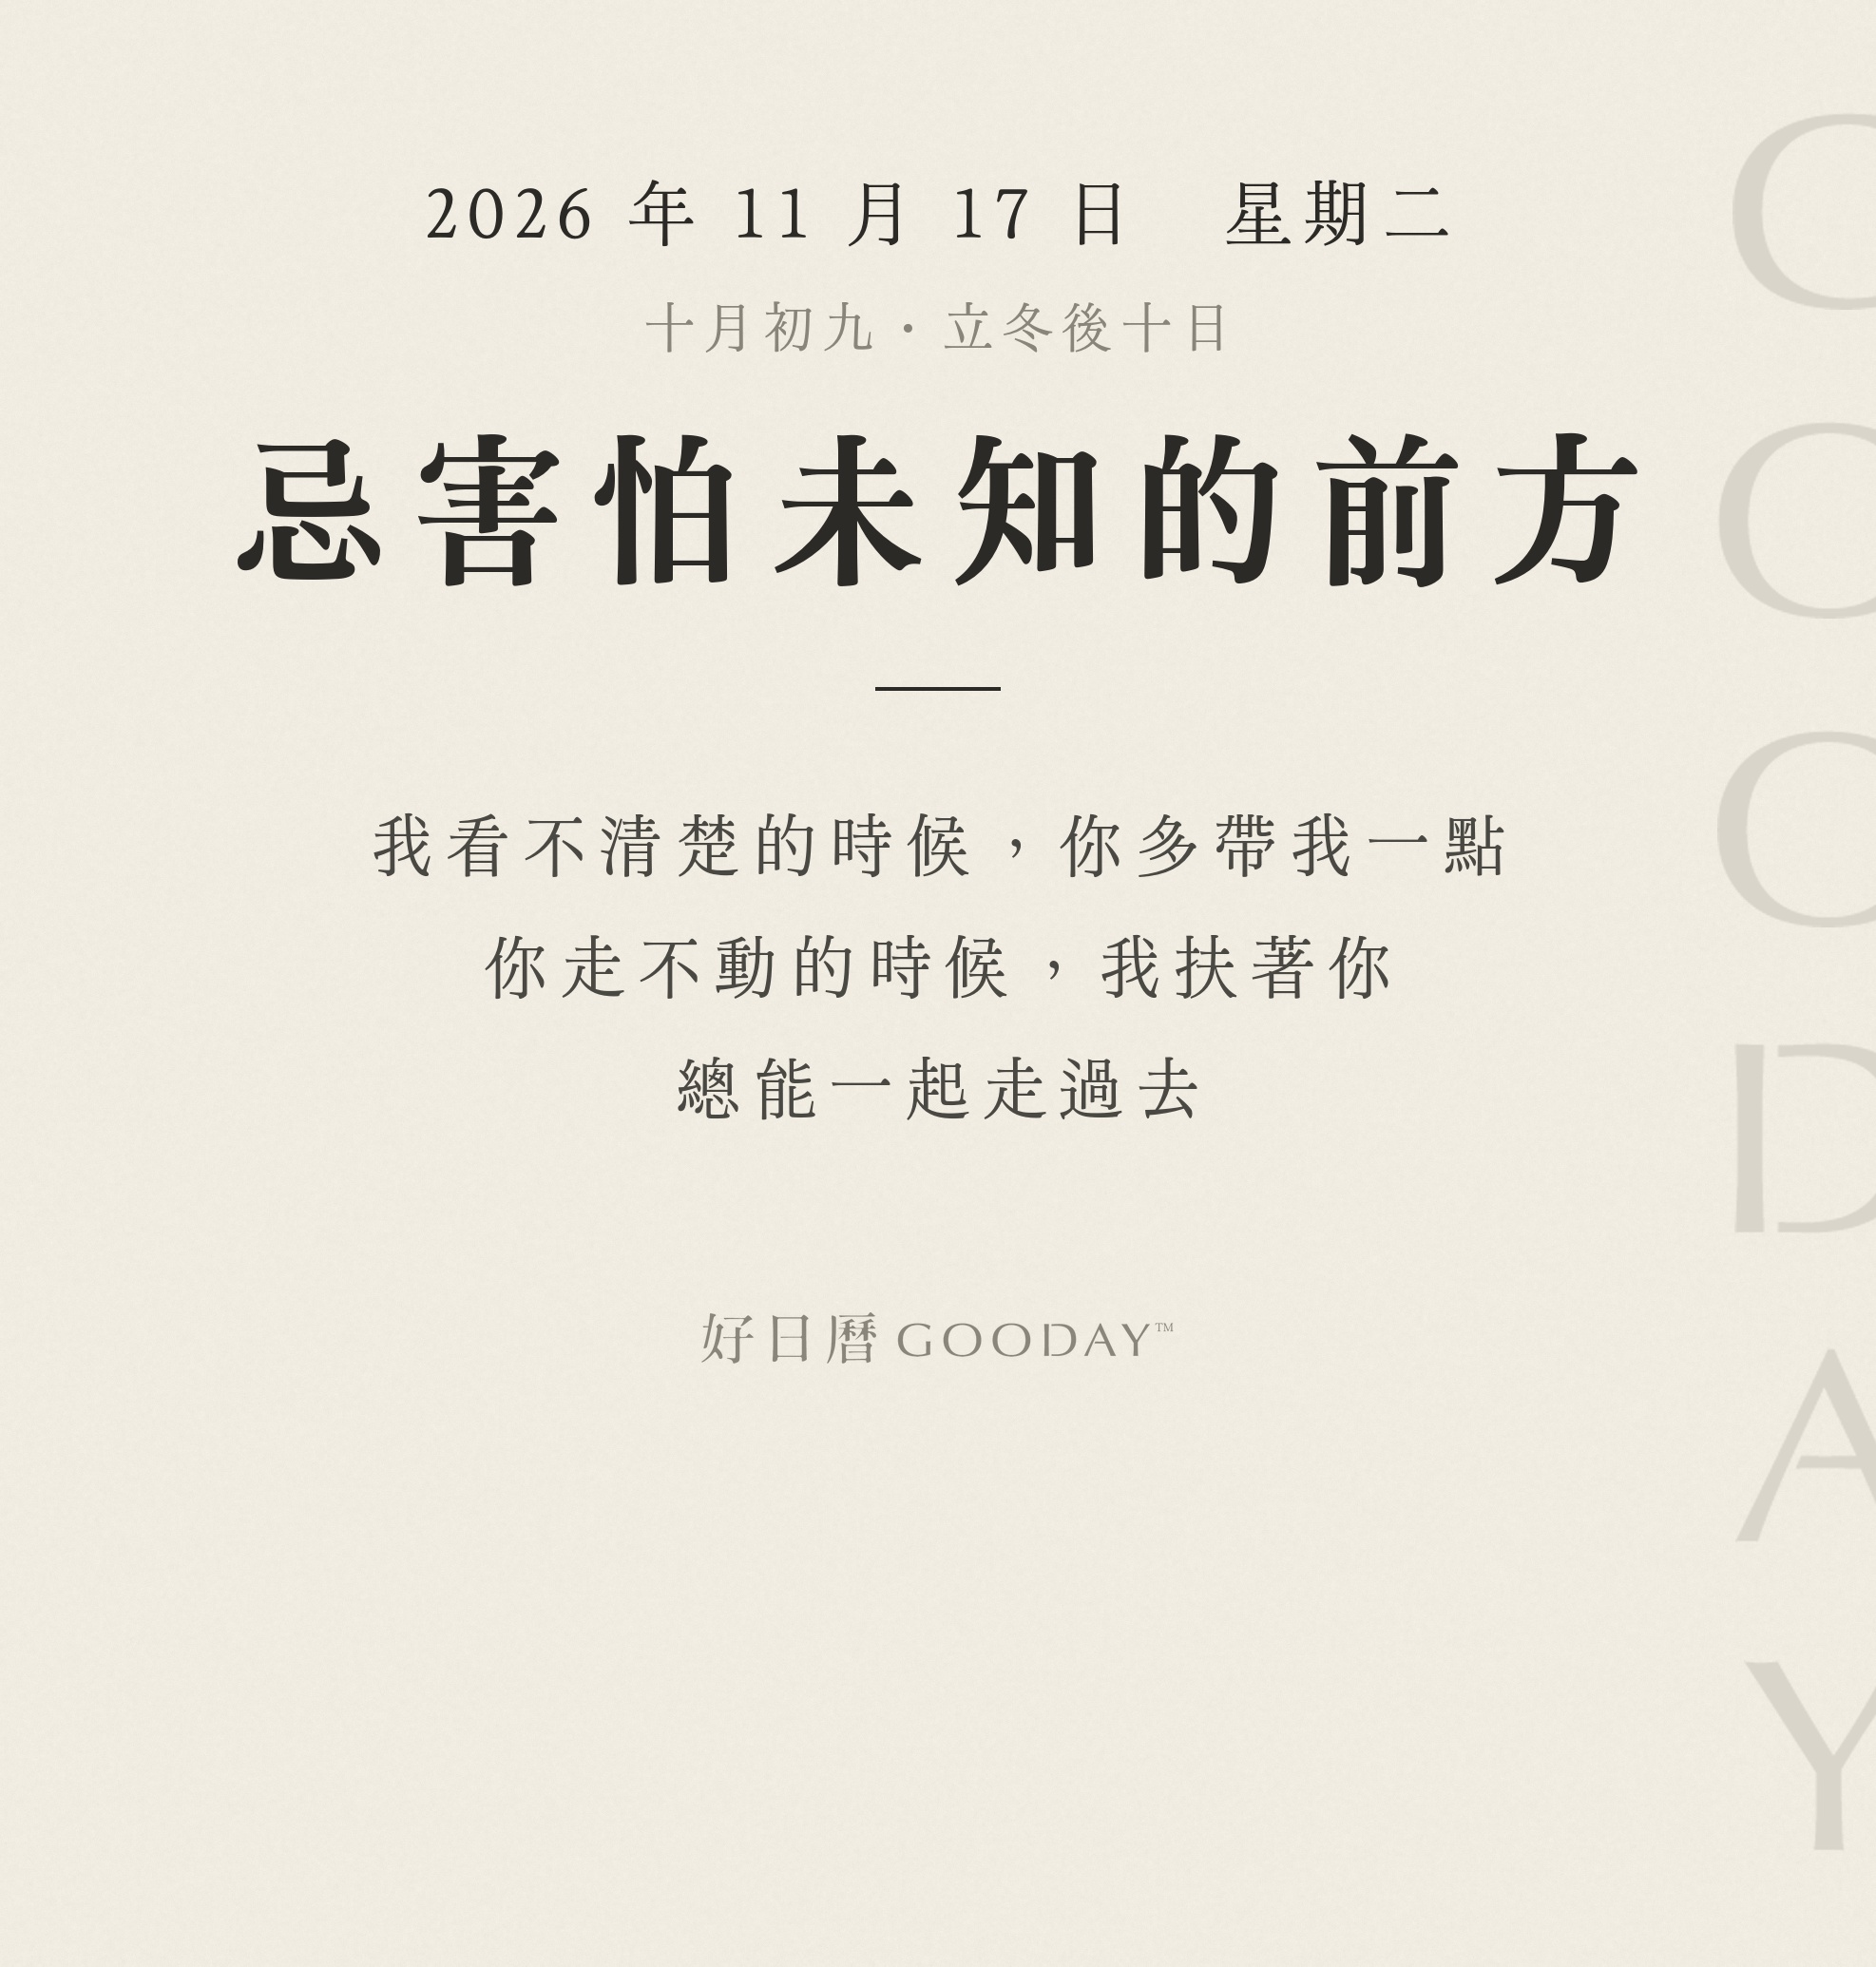 2026 年 11 月 17 日　星期二
十月初九・立冬後十日
忌害怕未知的前方
我看不清楚的時候，你多帶我一點
你走不動的時候，我扶著你
總能一起走過去
好日曆 GOODAY™
GOODAY